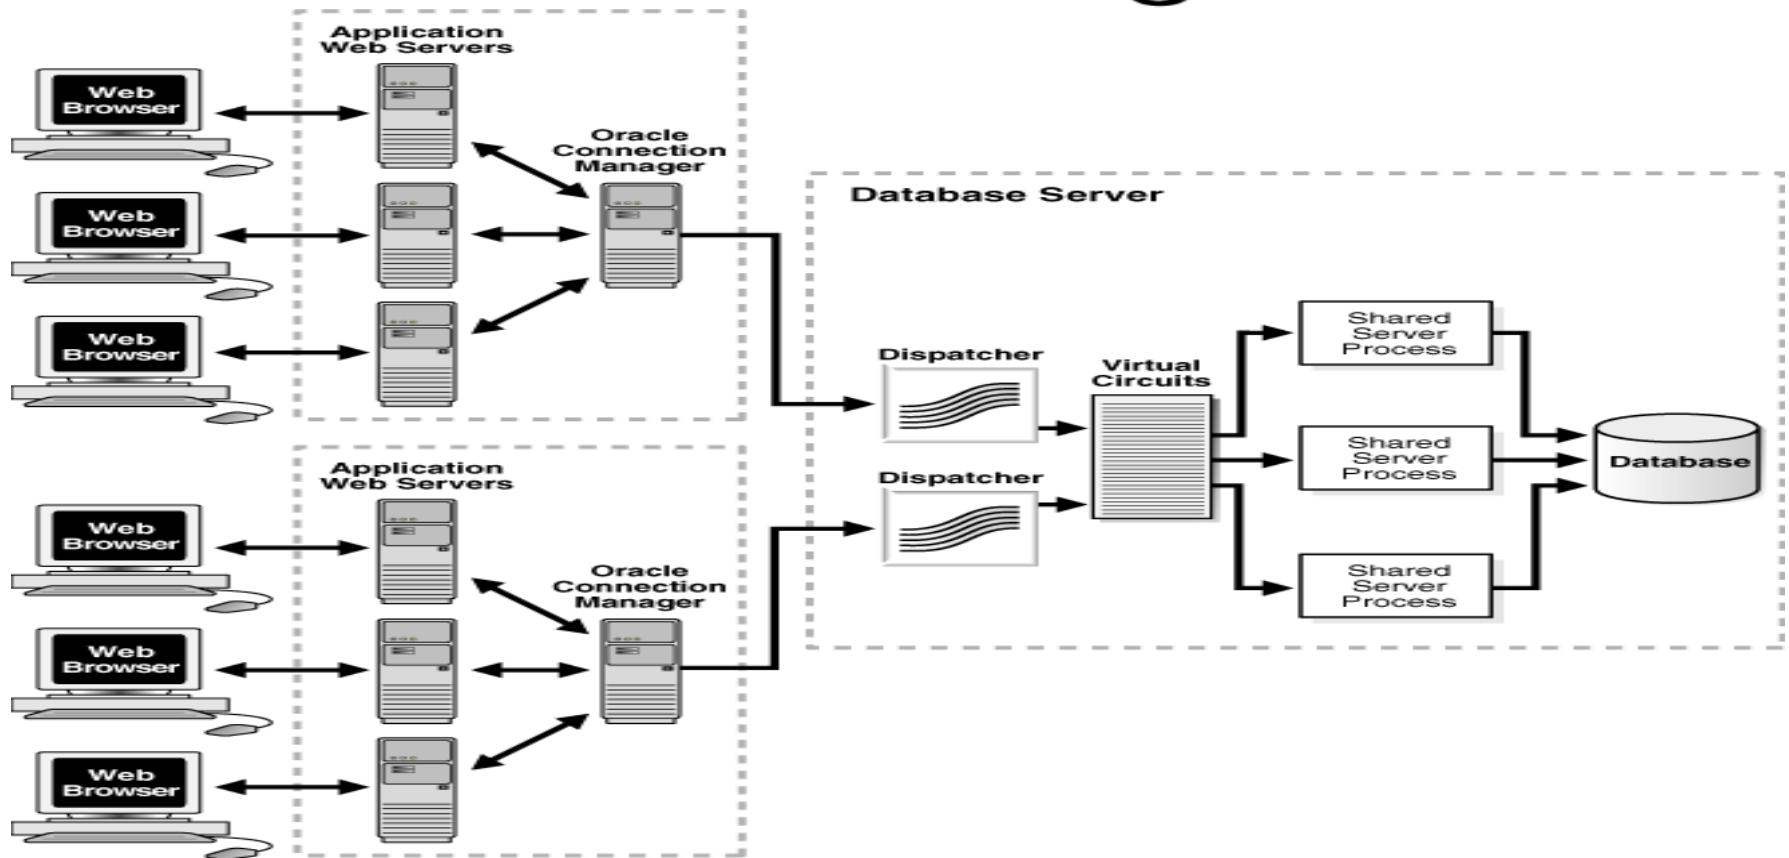 Application
Web Servers
Web
Browser
Oracle
Connection
Manager
Web
Browser
Web
Browser
Database Server
Shared
Server
Process
Dispatcher
Virtual
Circuits
Shared
Server
Process
Database
Dispatcher
Shared
Server
Process
Application
Web Servers
Web
Browser
Oracle
Connection
Manager
Web
Browser
Web
Browser